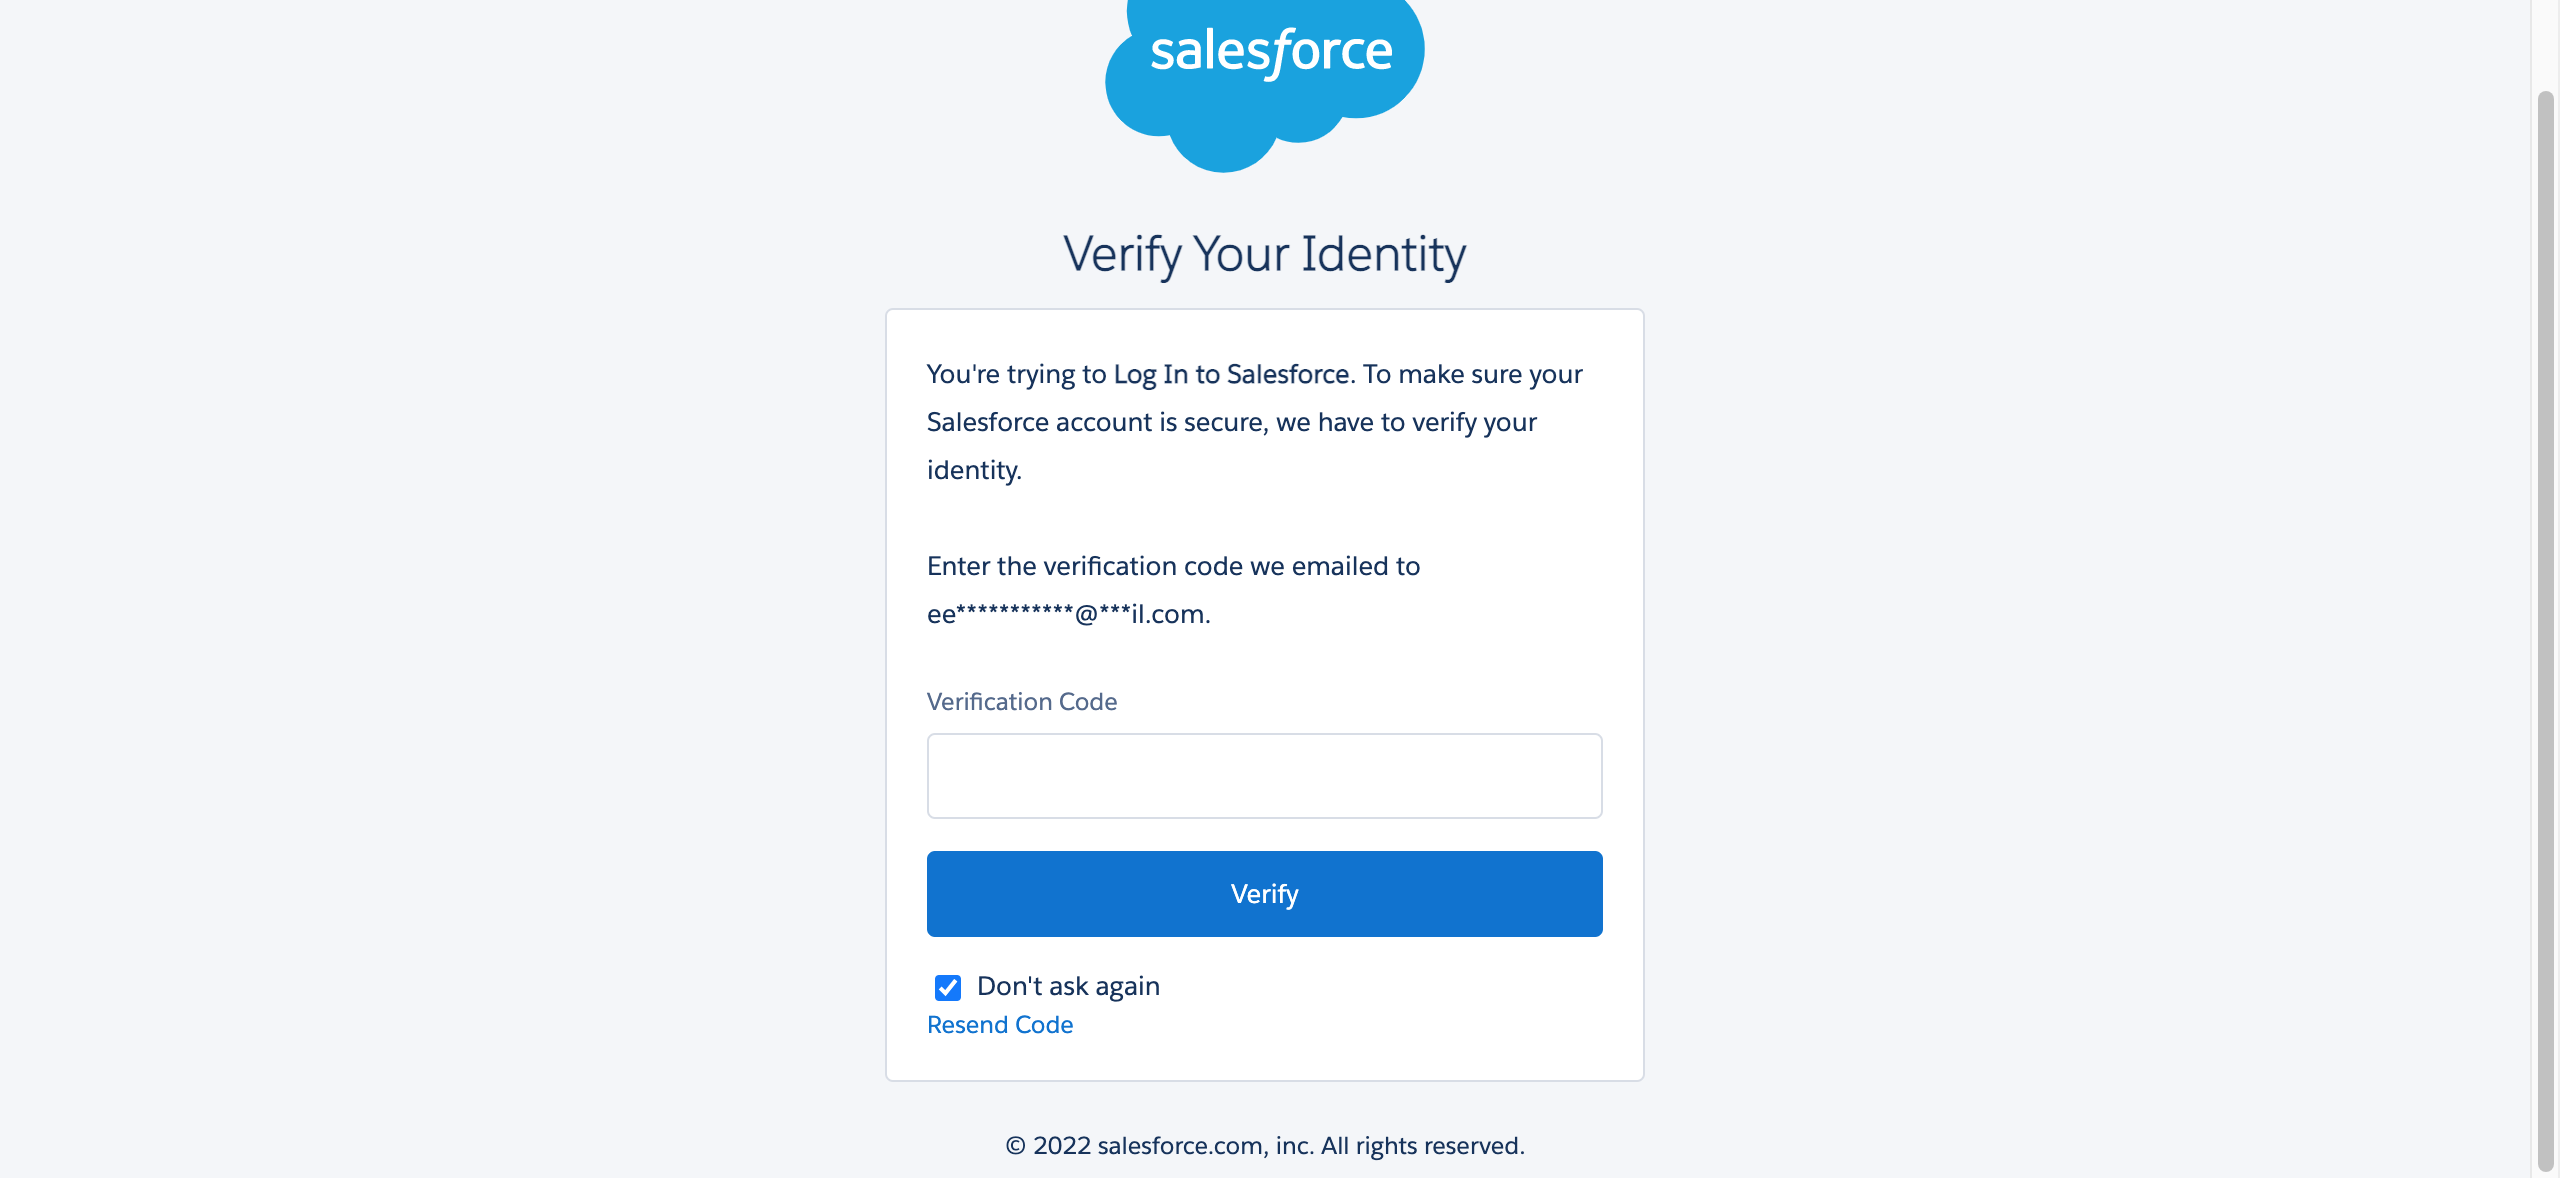 salesforce
Verify Your Identity
You're trying to Log In to Salesforce. To make sure your
Salesforce account is secure, we have to verify your
identity.
Enter the verification code we emailed to
ee***********@***il.com.
Verification Code
Verify
Don't ask again
Resend Code
© 2022 salesforce.com, inc. All rights reserved.